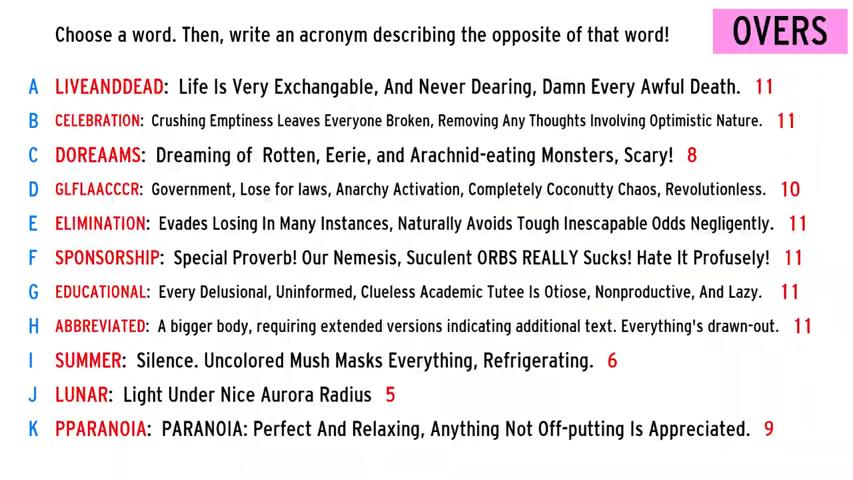 Choose a word. Then, write an acronym describing the opposite of that word!
OVERS
A LIVEANDDEAD: Life Is Very Exchangable, And Never Dearing, Damn Every Awful Death. 11
B CELEBRATION: Crushing Emptiness Leaves Everyone Broken, Removing Any Thoughts Involving Optimistic Nature. 11
C DOREAAMS: Dreaming of Rotten, Eerie, and Arachnid-eating Monsters, Scary! 8
D GLFLAACCCR: Government, Lose for laws, Anarchy Activation, Completely Coconutty Chaos, Revolutionless. 10
E ELIMINATION: Evades Losing In Many Instances, Naturally Avoids Tough Inescapable Odds Negligently. 11
F SPONSORSHIP: Special Proverb! Our Nemesis, Suculent ORBS REALLY Sucks! Hate It Profusely! 11
G EDUCATIONAL: Every Delusional, Uninformed, Clueless Academic Tutee Is Otiose, Nonproductive, And Lazy. 11
H ABBREVIATED: A bigger body, requiring extended versions indicating additional text. Everything's drawn-out. 11
I SUMMER: Silence. Uncolored Mush Masks Everything, Refrigerating. 6
J LUNAR: Light Under Nice Aurora Radius 5
K PPARANOIA: PARANOIA: Perfect And Relaxing, Anything Not Off-putting Is Appreciated. 9